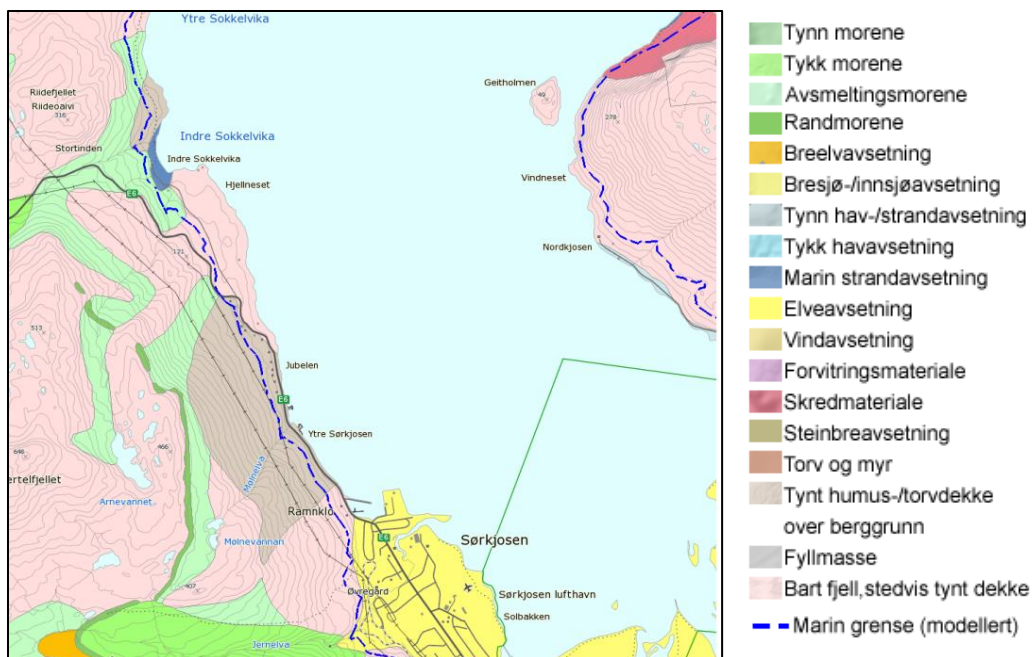 Ytre Sokkelvika
Riidefjellet
Riideoaivi
316
Stortinden
Indre Sokkelvika
Indre Sokkelvika
Hjellneset
E6
121
513
Jubelen
E6
Ytre Sørkjosen
466
648
ertelfjellet
Arnevannet
Mølnelva
Ramnklo
Mølnevannan
E6
Sørkjosen
407
Øvregård
Sørkjosen lufthavn
Solbakken
Jernelva
Geitholmen
49
278
Vindneset
Nordkjosen
Tynn morene
Tykk morene
Avsmeltingsmorene
Randmorene
Breelvavsetning
Bresjø-/innsjøavsetning
Tynn hav-/strandavsetning
Tykk havavsetning
Marin strandavsetning
Elveavsetning
Vindavsetning
Forvitringsmateriale
Skredmateriale
Steinbreavsetning
Torv og myr
Tynt humus-/torvdekke
over berggrunn
Fyllmasse
Bart fjell,stedvis tynt dekke
Marin grense (modellert)